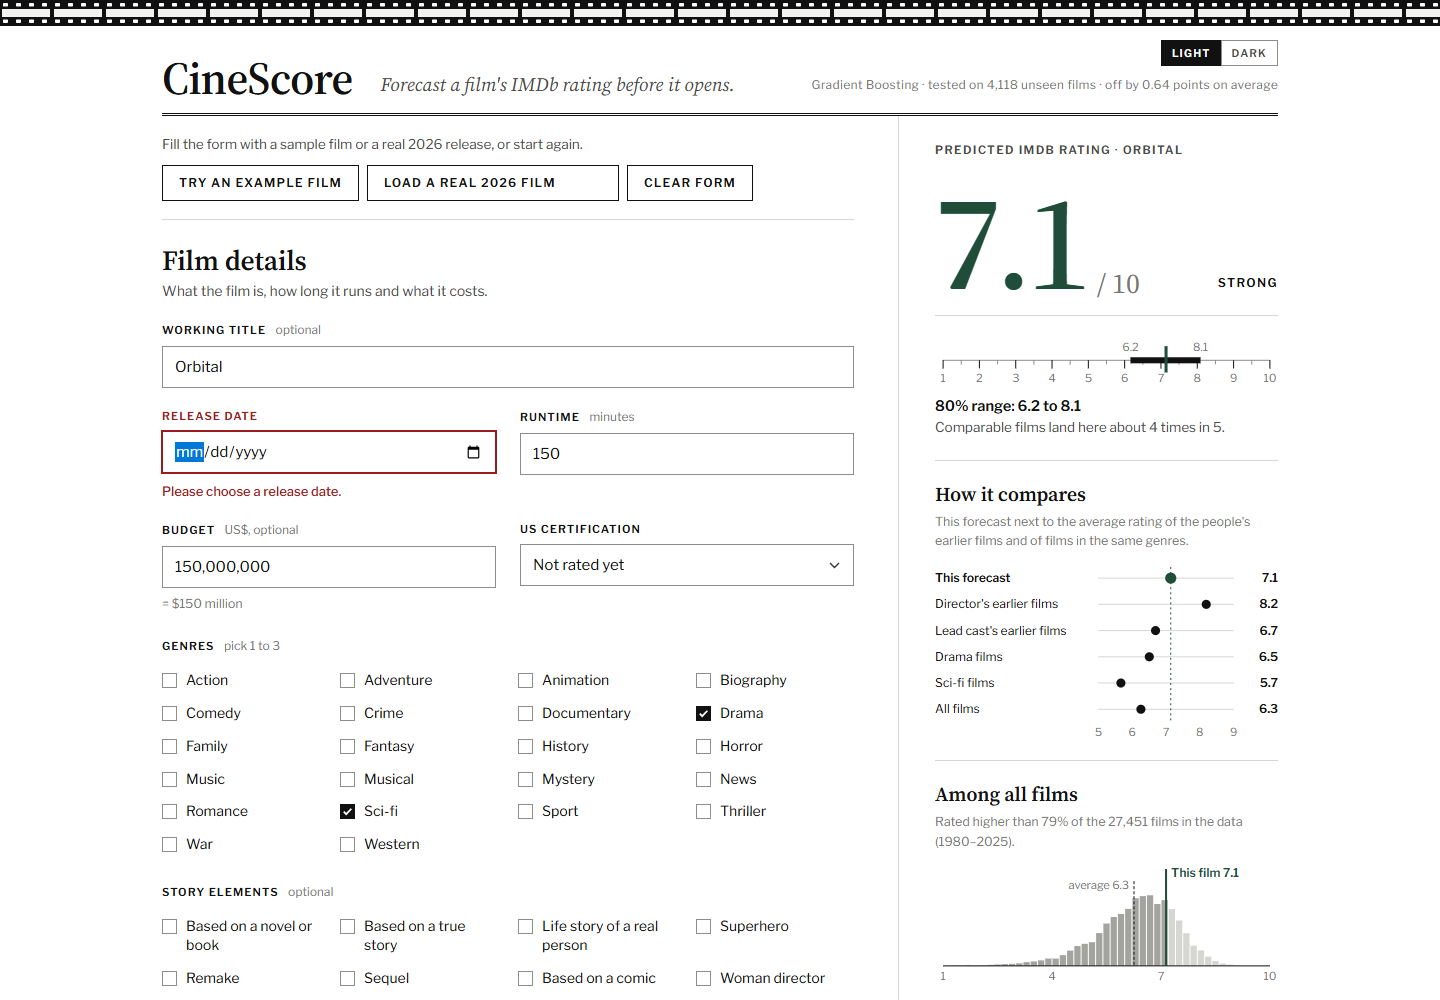 LIGHT DARK
CineScore
Forecast a film's IMDb rating before it opens.
Gradient Boosting · tested on 4,118 unseen films · off by 0.64 points on average
Fill the form with a sample film or a real 2026 release, or start again.
TRY AN EXAMPLE FILM
LOAD A REAL 2026 FILM
CLEAR FORM
Film details
What the film is, how long it runs and what it costs.
WORKING TITLE optional
Orbital
RELEASE DATE
mm/dd/yyyy
Please choose a release date.
RUNTIME minutes
150
BUDGET US$, optional
150,000,000
= $150 million
US CERTIFICATION
Not rated yet
GENRES pick 1 to 3
Action Adventure Animation Biography
Comedy Crime Documentary Drama
Family Fantasy History Horror
Music Musical Mystery News
Romance Sci-fi Sport Thriller
War Western
STORY ELEMENTS optional
Based on a novel or book
Based on a true story
Life story of a real person
Superhero
Remake Sequel Based on a comic Woman director
PREDICTED IMDB RATING · ORBITAL
7.1 / 10
STRONG
6.2 8.1
1 2 3 4 5 6 7 8 9 10
80% range: 6.2 to 8.1
Comparable films land here about 4 times in 5.
How it compares
This forecast next to the average rating of the people's
earlier films and of films in the same genres.
This forecast 7.1
Director's earlier films 8.2
Lead cast's earlier films 6.7
Drama films 6.5
Sci-fi films 5.7
All films 6.3
5 6 7 8 9
Among all films
Rated higher than 79% of the 27,451 films in the data
(1980–2025).
This film 7.1
average 6.3
1 4 7 10